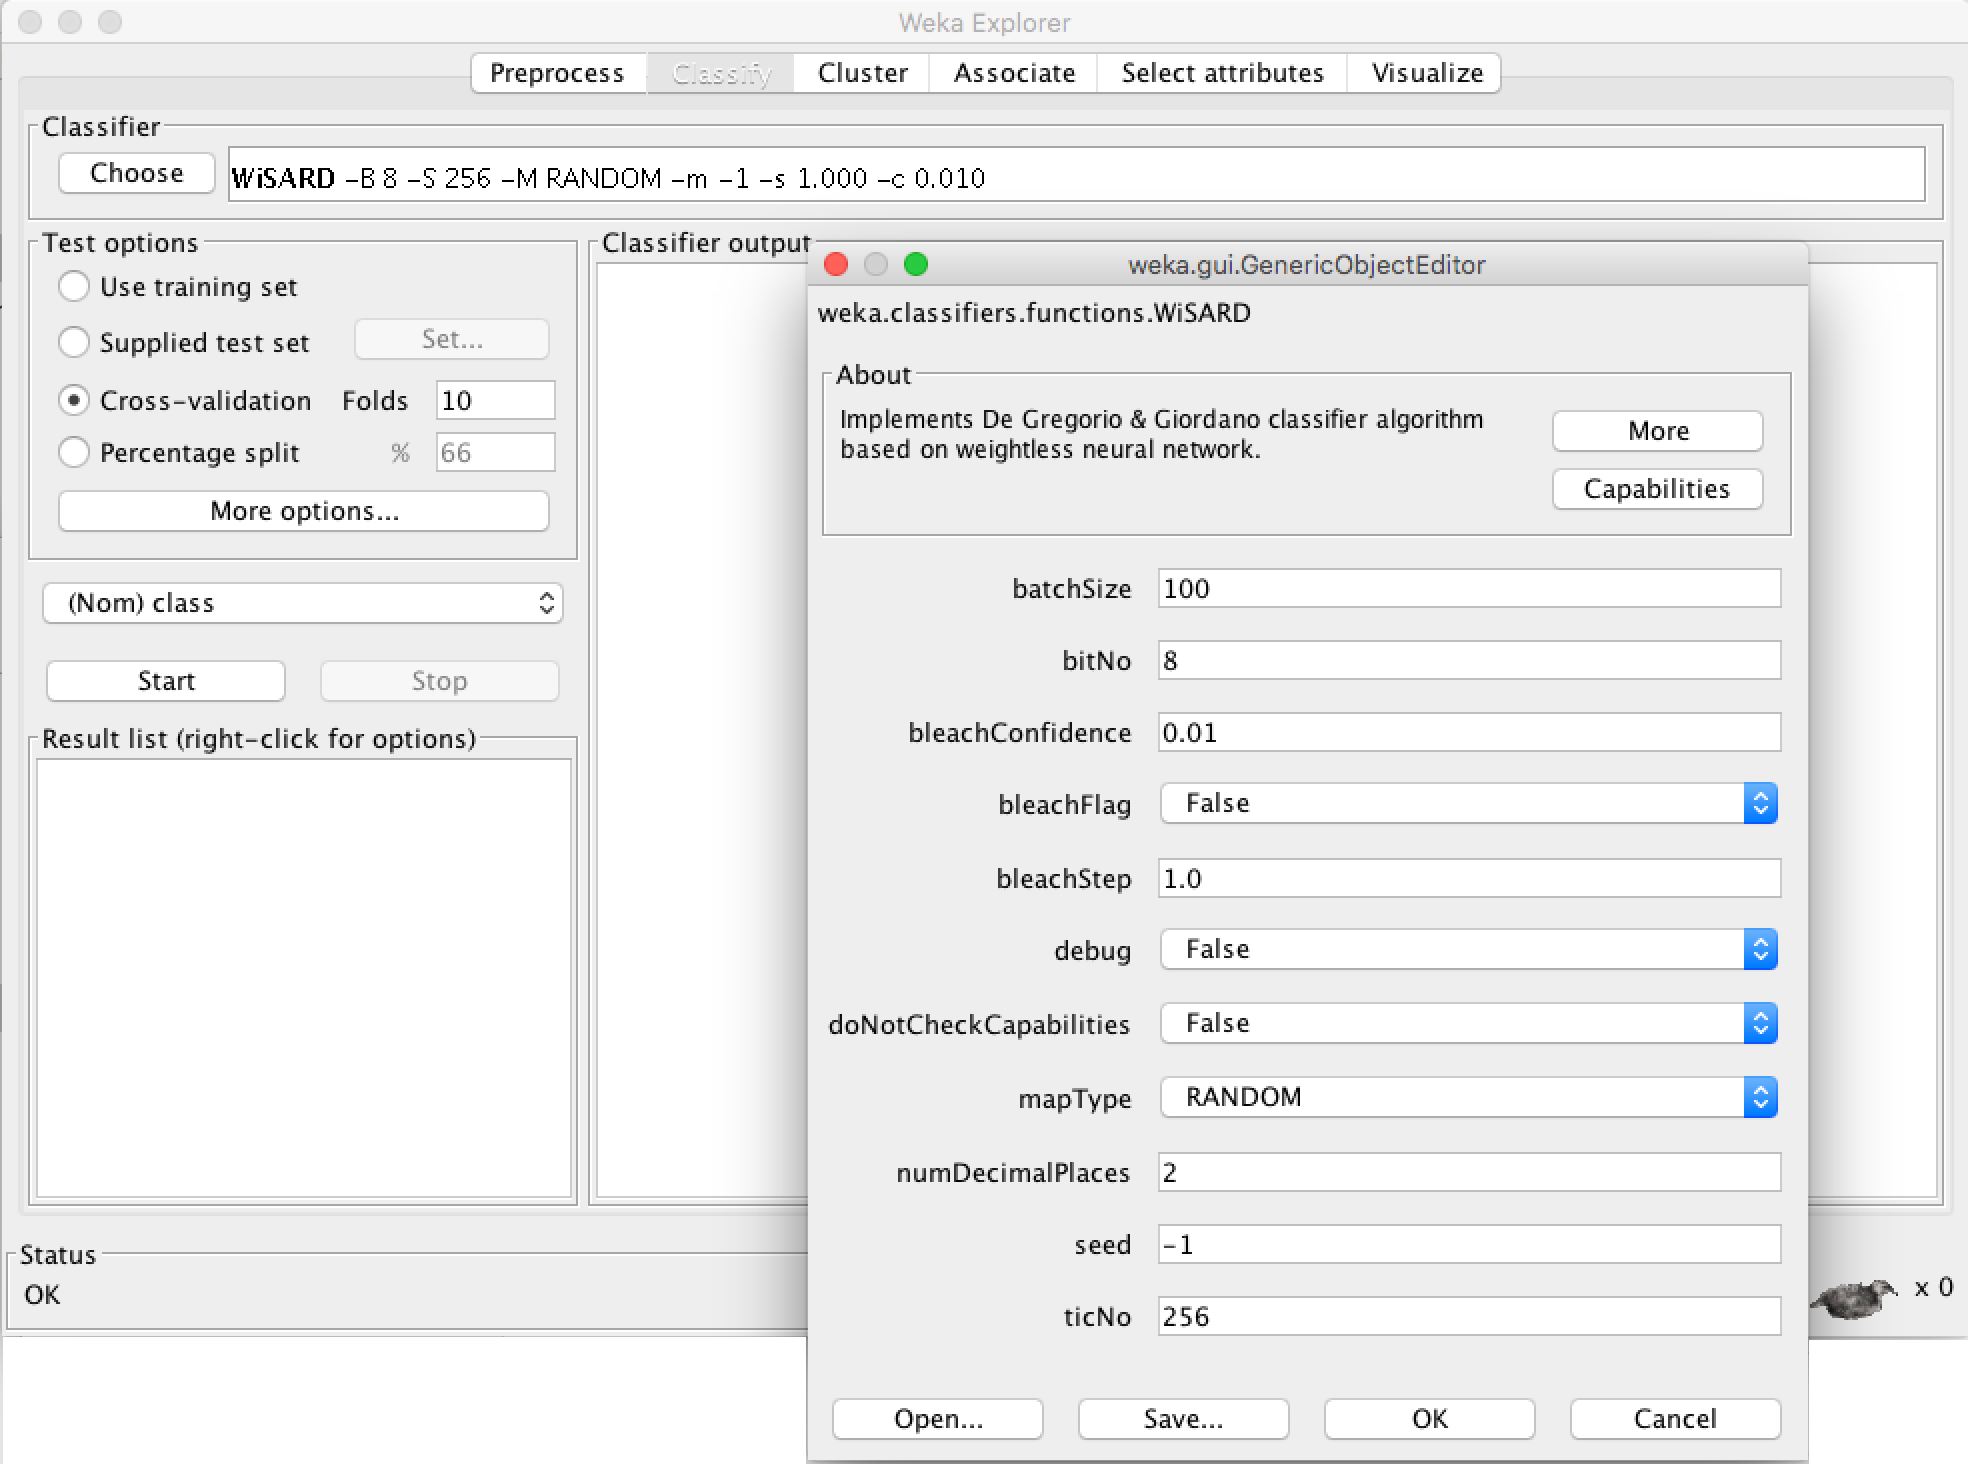 Weka Explorer
Preprocess Classify Cluster Associate Select attributes Visualize
Classifier
Choose WiSARD -B 8 -S 256 -M RANDOM -m -1 -s 1.000 -c 0.010
Test options
Use training set
Supplied test set Set...
Cross-validation Folds 10
Percentage split % 66
More options...
(Nom) class
Start Stop
Result list (right-click for options)
Status
OK
Classifier output
x 0
weka.gui.GenericObjectEditor
weka.classifiers.functions.WiSARD
About
Implements De Gregorio & Giordano classifier algorithm
based on weightless neural network.
More
Capabilities
batchSize 100
bitNo 8
bleachConfidence 0.01
bleachFlag False
bleachStep 1.0
debug False
doNotCheckCapabilities False
mapType RANDOM
numDecimalPlaces 2
seed -1
ticNo 256
Open... Save... OK Cancel